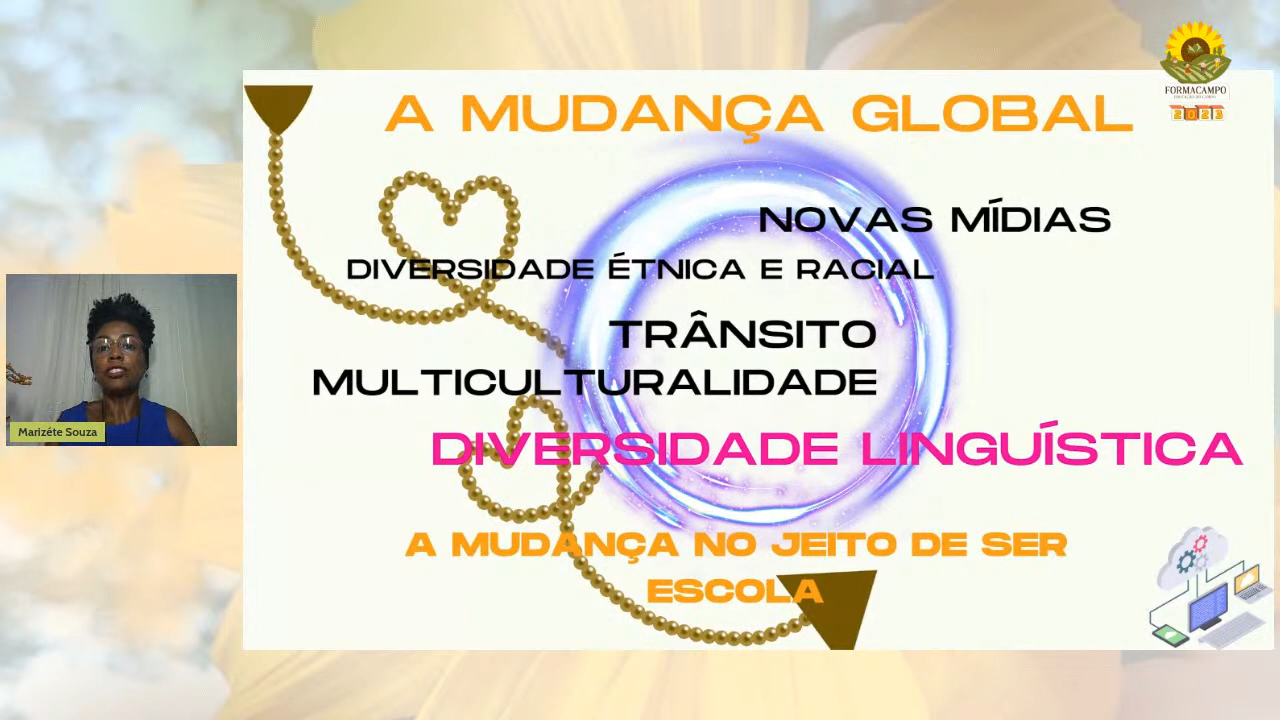 A MUDANÇA GLOBAL
FORMACAMPO
2023
NOVAS MÍDIAS
DIVERSIDADE ÉTNICA E RACIAL
TRÂNSITO
MULTICULTURALIDADE
Marizéte Souza
DIVERSIDADE LINGUÍSTICA
A MUDANÇA NO JEITO DE SER
ESCOLA